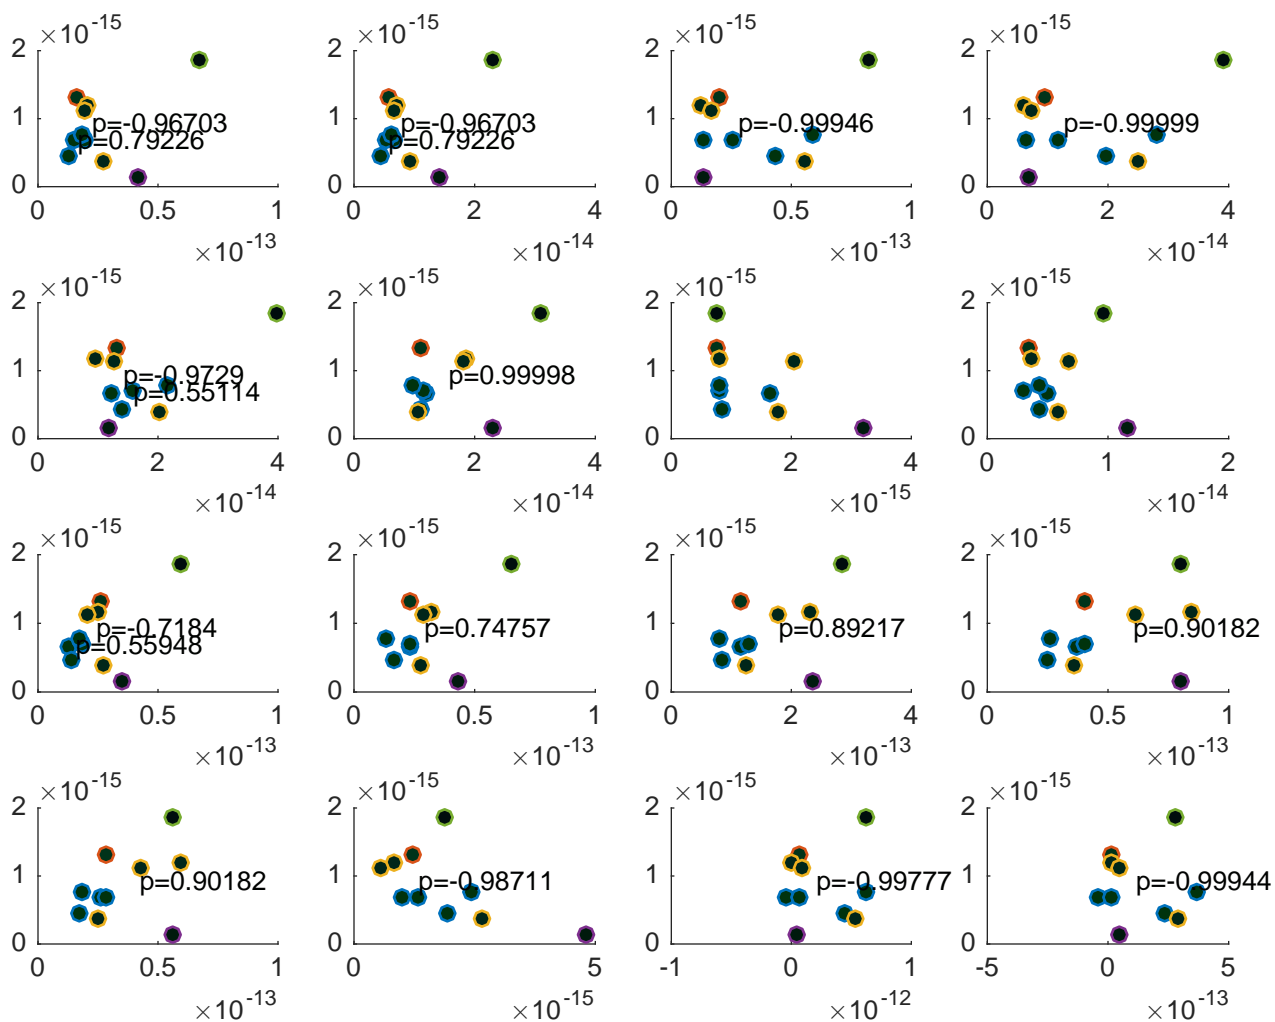 ×10-15 ×10-15 ×10-15 ×10-15
2 2 2 2
1 1 1 1
p=-0.96703 p=-0.96703 p=-0.99946 p=-0.99999
p=0.79226 p=0.79226
0 0 0 0
0 0.5 1 0 2 4 0 0.5 1 0 2 4
×10-13 ×10-14 ×10-13 ×10-14
×10-15 ×10-15 ×10-15 ×10-15
2 2 2 2
1 1 1 1
p=-0.9729 p=0.99998
p=0.55114
0 0 0 0
0 2 4 0 2 4 0 2 4 0 1 2
×10-14 ×10-14 ×10-15 ×10-14
×10-15 ×10-15 ×10-15 ×10-15
2 2 2 2
1 1 1 1
p=-0.7184 p=0.74757 p=0.89217 p=0.90182
p=0.55948
0 0 0 0
0 0.5 1 0 0.5 1 0 2 4 0 0.5 1
×10-13 ×10-13 ×10-13 ×10-13
×10-15 ×10-15 ×10-15 ×10-15
2 2 2 2
1 1 1 1
p=0.90182 p=-0.98711 p=-0.99777 p=-0.99944
0 0 0 0
0 0.5 1 0 5 -1 0 1 -5 0 5
×10-13 ×10-15 ×10-12 ×10-13